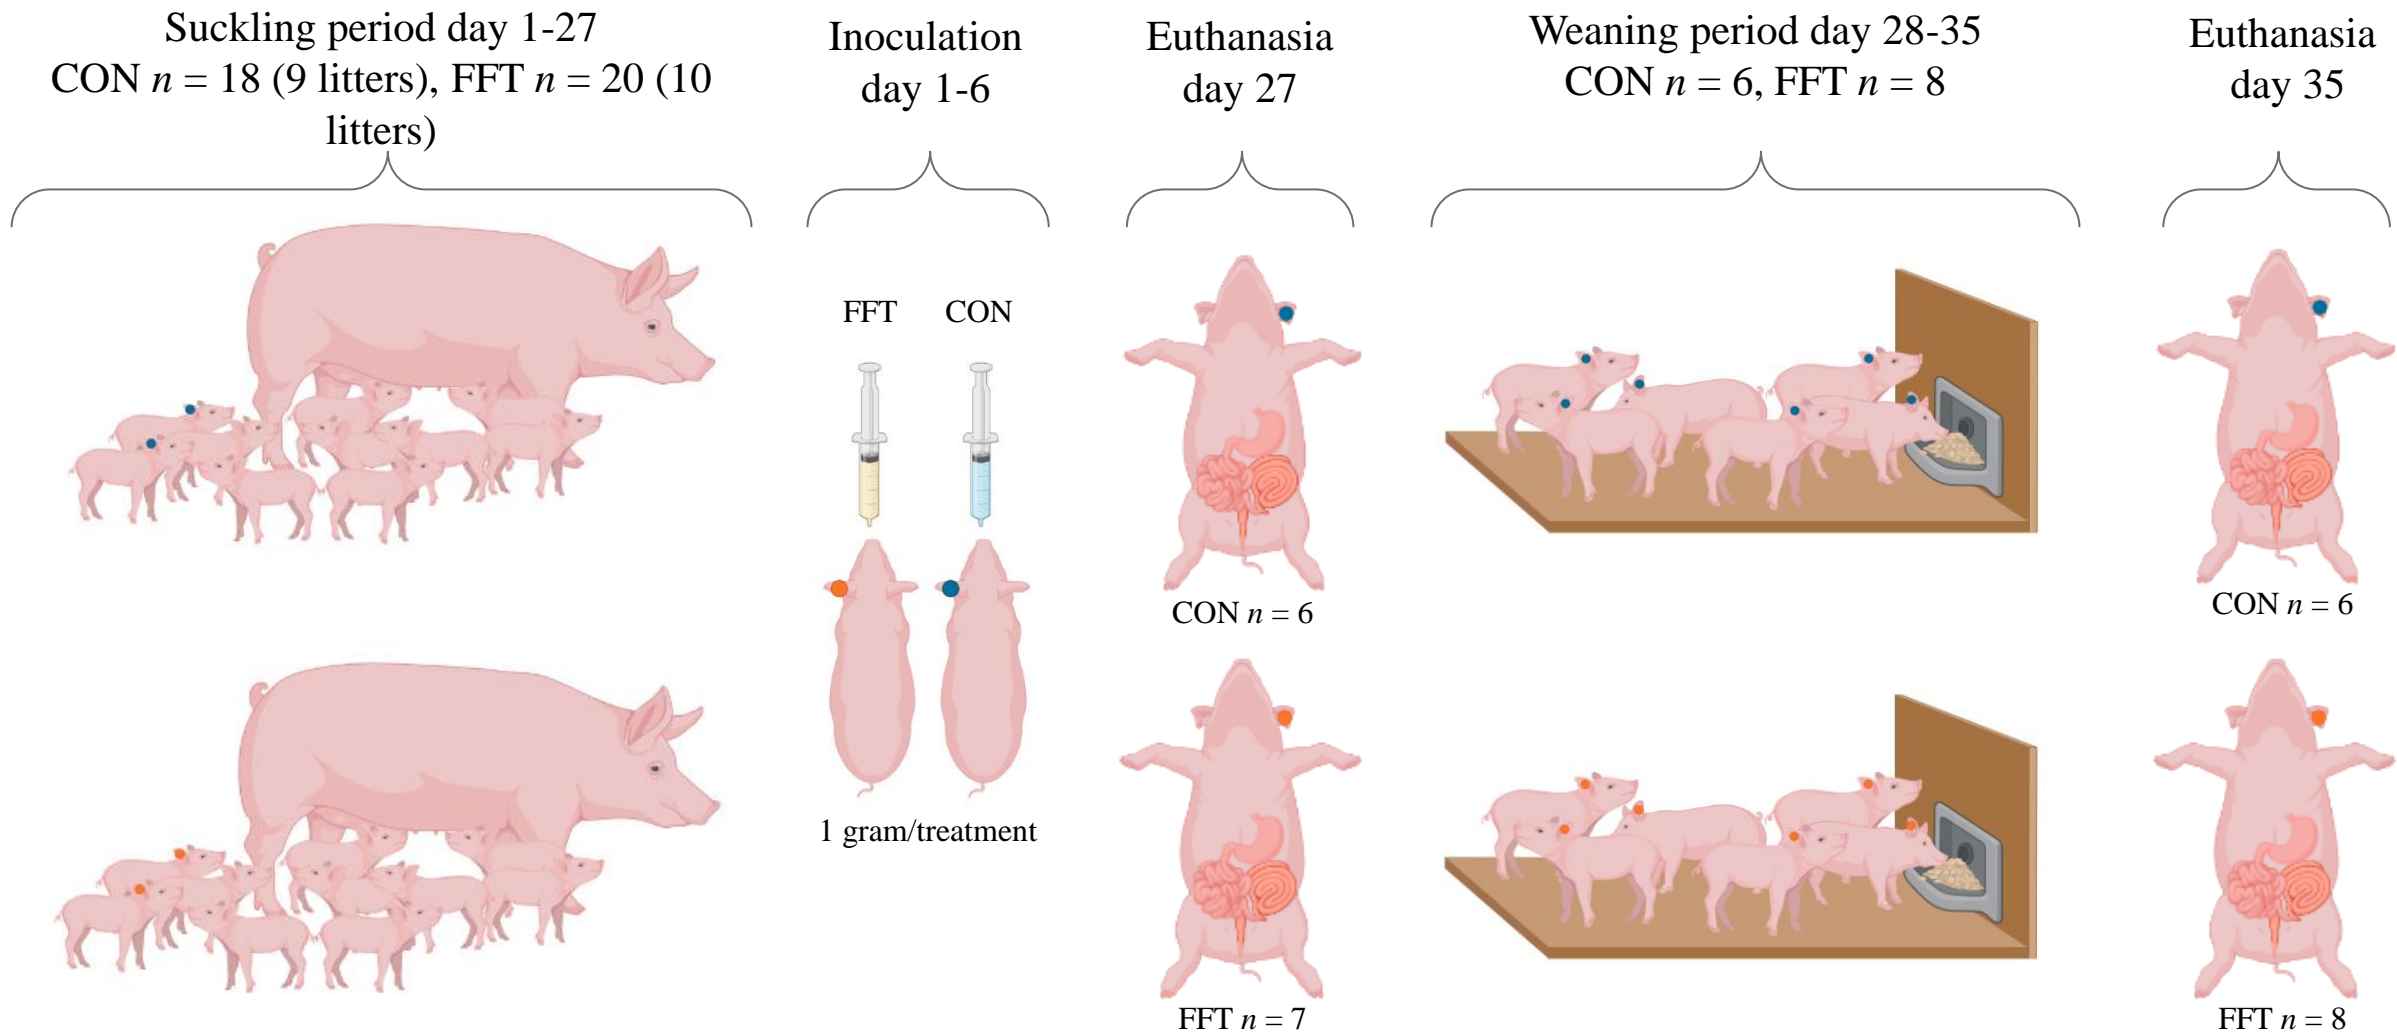 Suckling period day 1-27
CON n = 18 (9 litters), FFT n = 20 (10
litters)
Inoculation
day 1-6
Euthanasia
day 27
Weaning period day 28-35
CON n = 6, FFT n = 8
Euthanasia
day 35
FFT
CON
1 gram/treatment
CON n = 6
FFT n = 7
CON n = 6
FFT n = 8